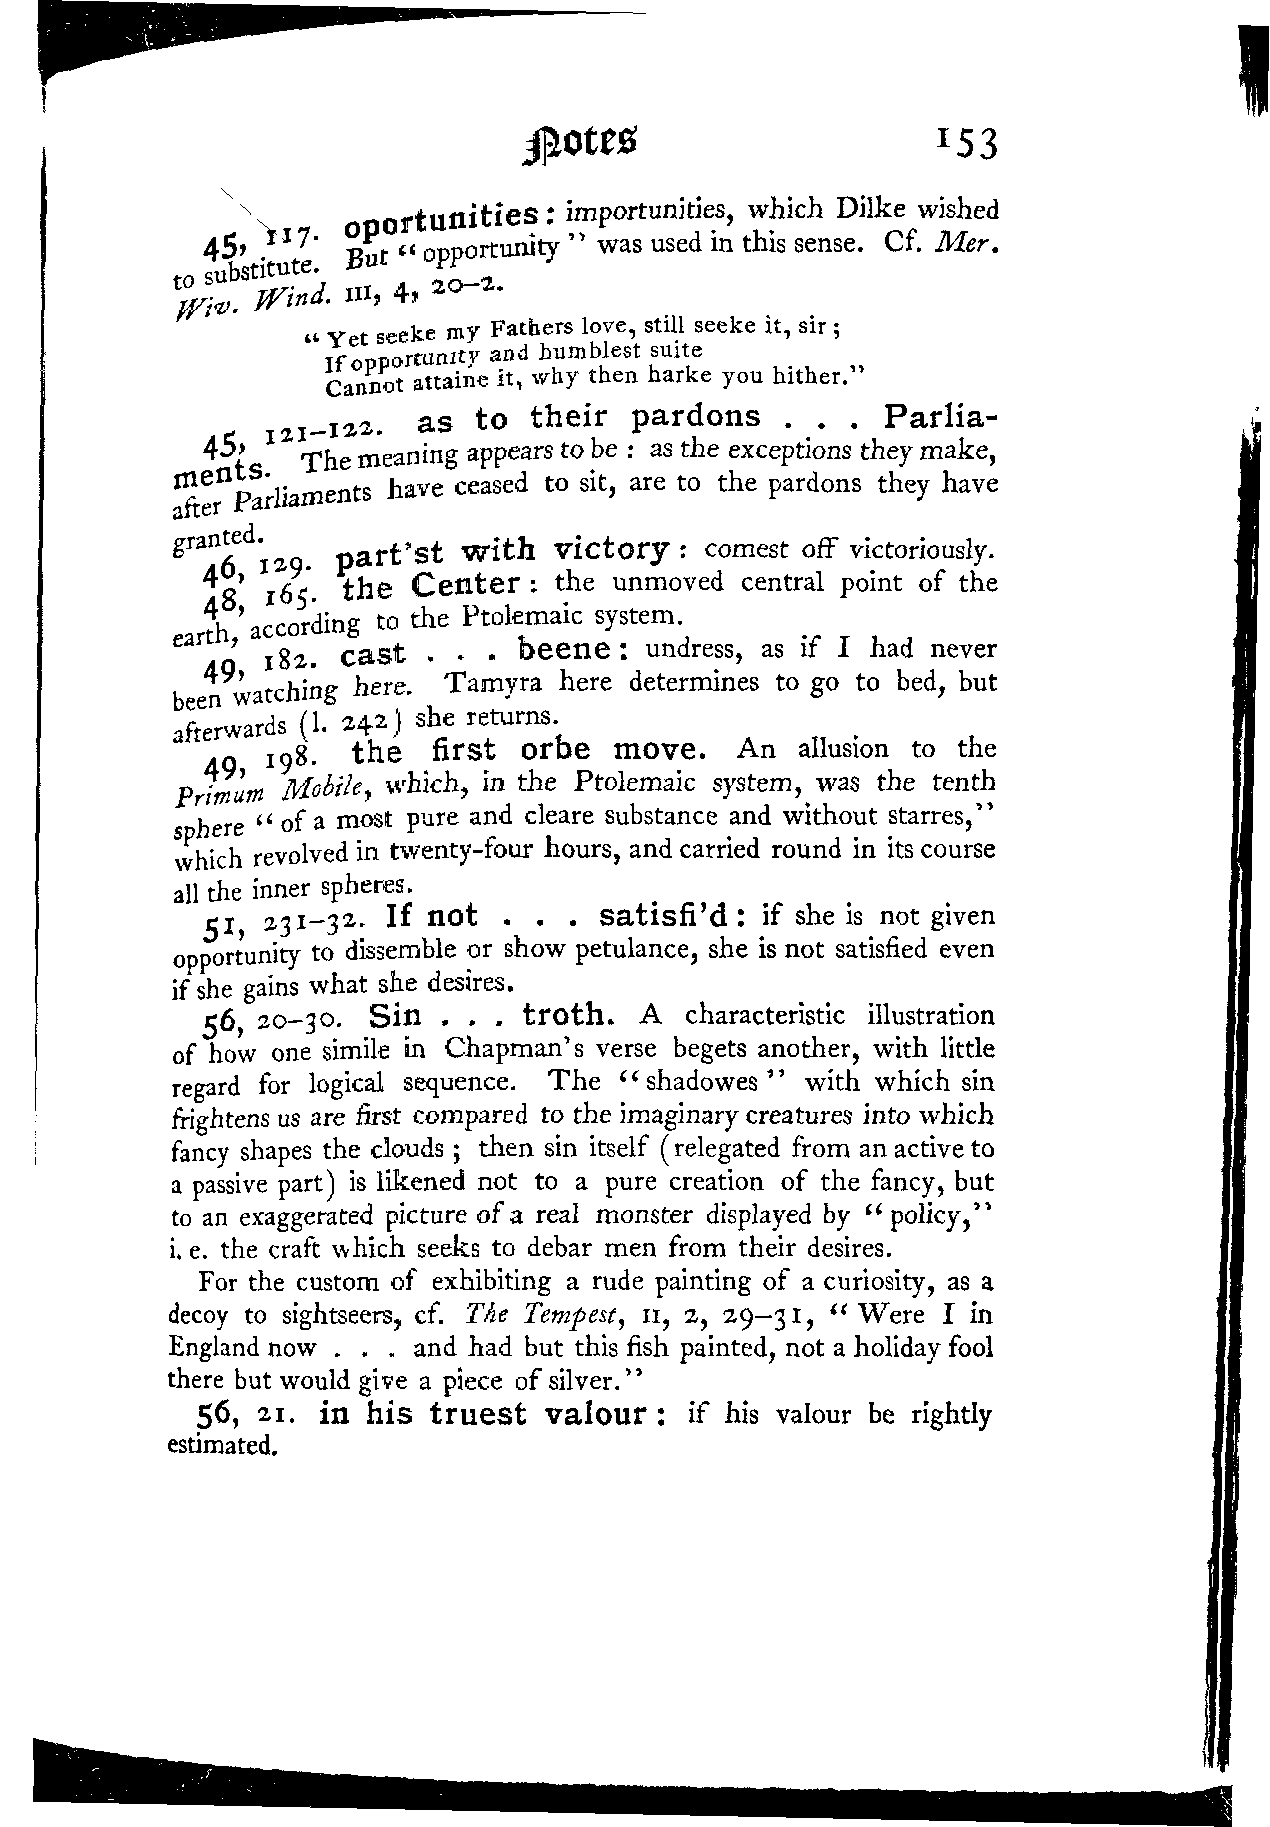 Notes 153
45, 117. oportunities: importunities, which Dilke wished
to substitute. But "opportunity" was used in this sense. Cf. Mer.
Wiv. Wind. III, 4, 20–2.
"Yet seeke my Fathers love, still seeke it, sir;
If opportunity and humblest suite
Cannot attaine it, why then harke you hither."
45, 121–122. as to their pardons . . . Parlia-
ments. The meaning appears to be: as the exceptions they make,
after Parliaments have ceased to sit, are to the pardons they have
granted.
46, 129. part'st with victory: comest off victoriously.
48, 165. the Center: the unmoved central point of the
earth, according to the Ptolemaic system.
49, 182. cast . . . beene: undress, as if I had never
been watching here. Tamyra here determines to go to bed, but
afterwards (l. 242) she returns.
49, 198. the first orbe move. An allusion to the
Primum Mobile, which, in the Ptolemaic system, was the tenth
sphere "of a most pure and cleare substance and without starres,"
which revolved in twenty-four hours, and carried round in its course
all the inner spheres.
51, 231–32. If not . . . satisfi'd: if she is not given
opportunity to dissemble or show petulance, she is not satisfied even
if she gains what she desires.
56, 20–30. Sin . . . troth. A characteristic illustration
of how one simile in Chapman's verse begets another, with little
regard for logical sequence. The "shadowes" with which sin
frightens us are first compared to the imaginary creatures into which
fancy shapes the clouds; then sin itself (relegated from an active to
a passive part) is likened not to a pure creation of the fancy, but
to an exaggerated picture of a real monster displayed by "policy,"
i. e. the craft which seeks to debar men from their desires.
For the custom of exhibiting a rude painting of a curiosity, as a
decoy to sightseers, cf. The Tempest, II, 2, 29–31, "Were I in
England now . . . and had but this fish painted, not a holiday fool
there but would give a piece of silver."
56, 21. in his truest valour: if his valour be rightly
estimated.